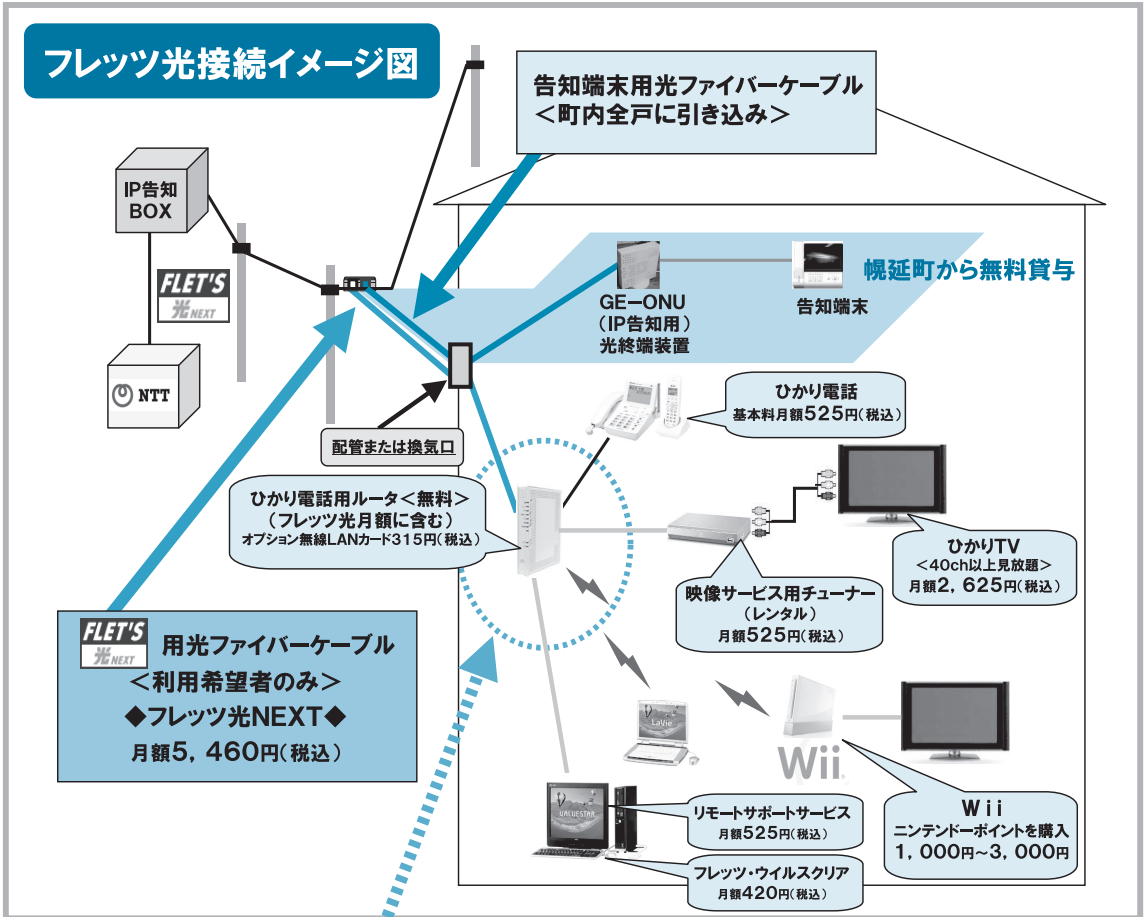 フレッツ光接続イメージ図
告知端末用光ファイバーケーブル
＜町内全戸に引き込み＞
IP告知
BOX
FLET'S
光NEXT
NTT
GE－ONU
（IP告知用）
光終端装置
告知端末
幌延町から無料貸与
配管または換気口
ひかり電話
基本料月額525円（税込）
ひかり電話用ルータ＜無料＞
（フレッツ光月額に含む）
オプション無線LANカード315円（税込）
ひかりTV
＜40ch以上見放題＞
月額2，625円（税込）
映像サービス用チューナー
（レンタル）
月額525円（税込）
FLET'S
光NEXT
用光ファイバーケーブル
＜利用希望者のみ＞
◆フレッツ光NEXT◆
月額5，460円（税込）
LaVie
Wii
VALUESTAR
リモートサポートサービス
月額525円（税込）
フレッツ・ウイルスクリア
月額420円（税込）
Wii
ニンテンドーポイントを購入
1，000円～3，000円